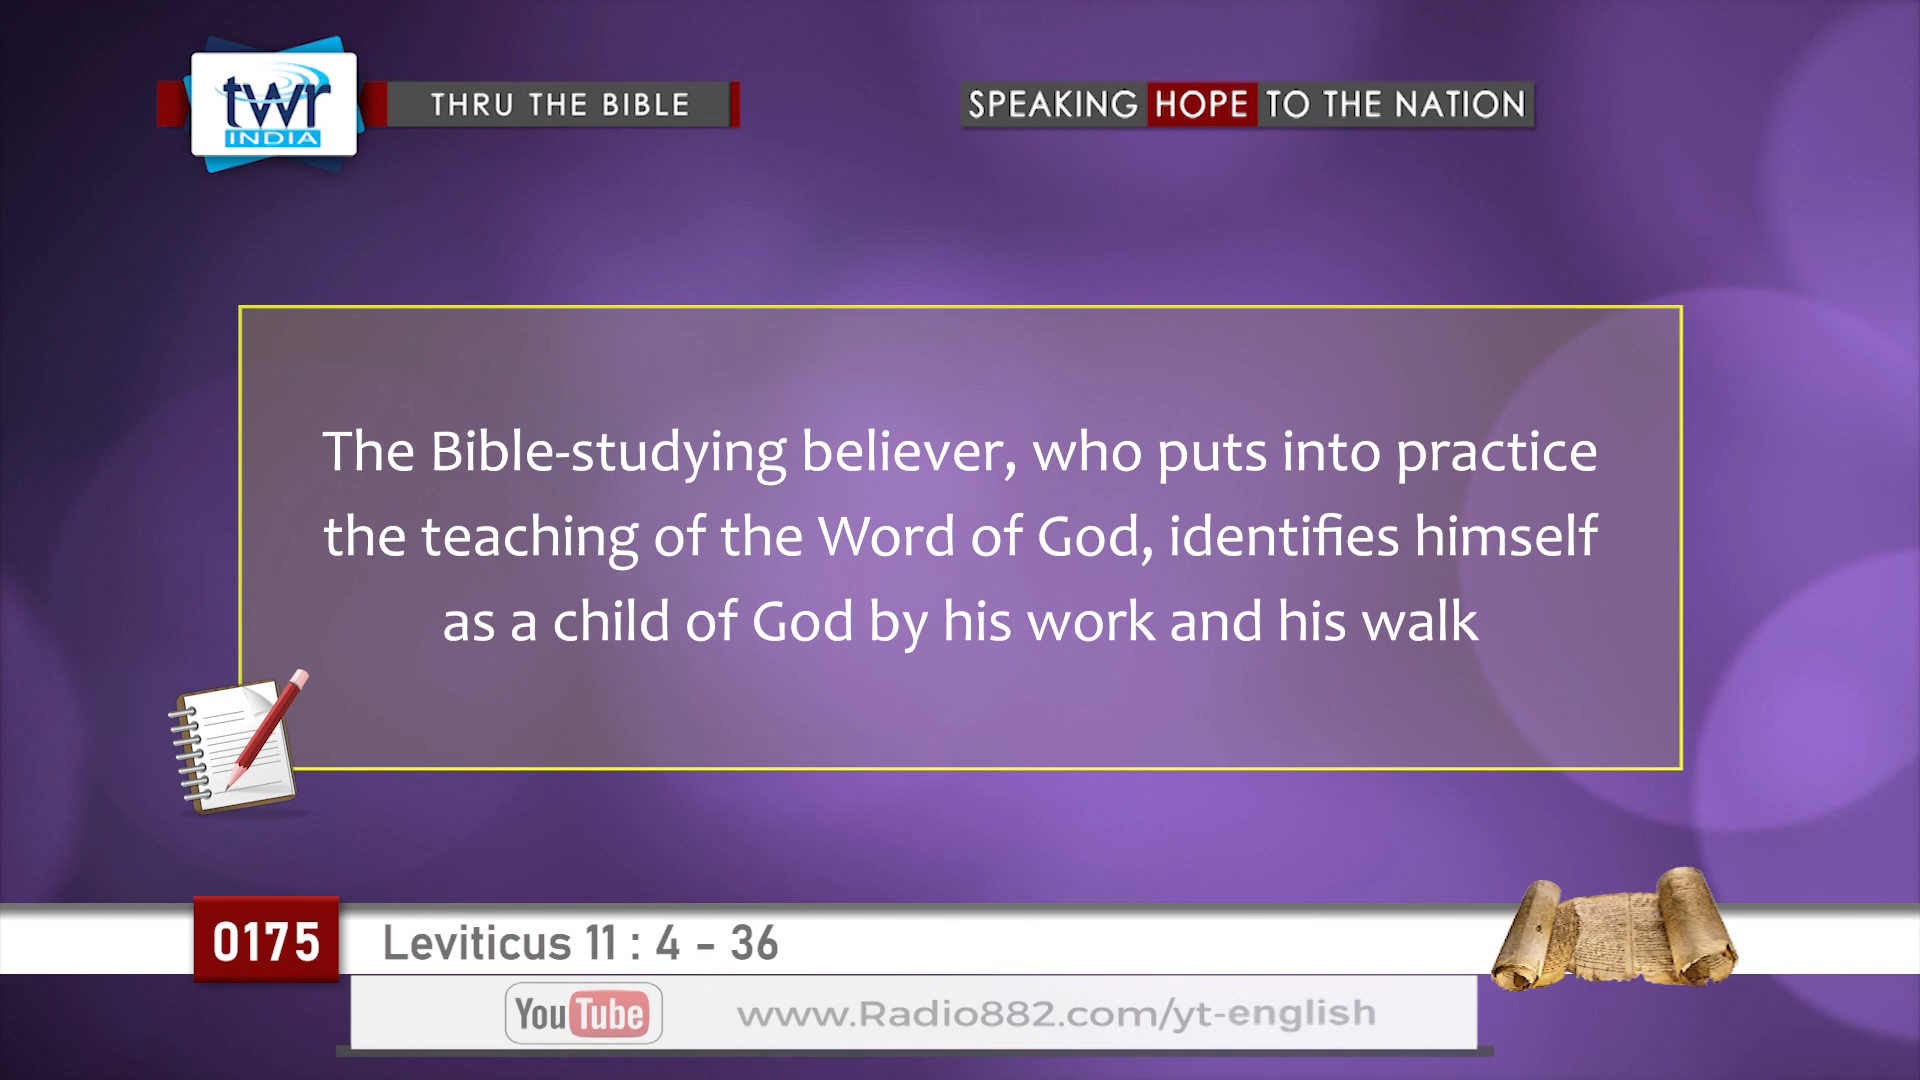 twr
INDIA
THRU THE BIBLE
SPEAKING HOPE TO THE NATION
The Bible-studying believer, who puts into practice
the teaching of the Word of God, identifies himself
as a child of God by his work and his walk
0175
Leviticus 11 : 4 - 36
YouTube
www.Radio882.com/yt-english